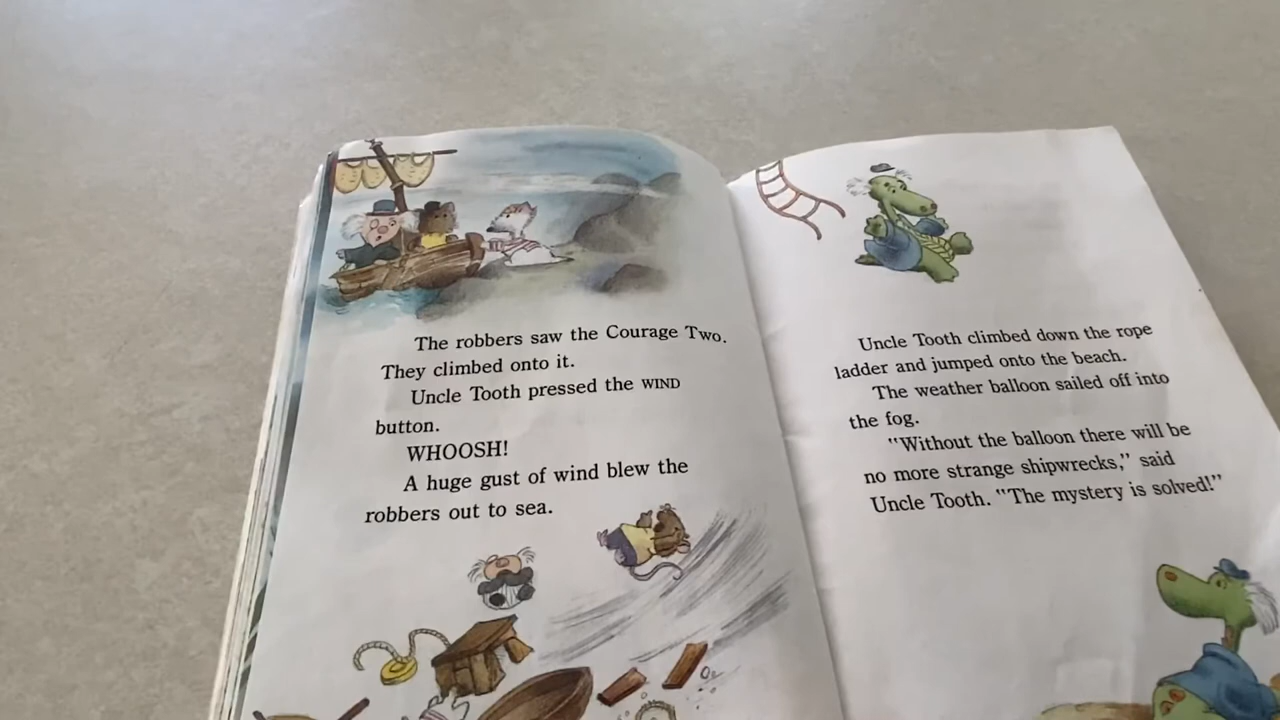 The robbers saw the Courage Two.
They climbed onto it.
Uncle Tooth pressed the WIND
button.
WHOOSH!
A huge gust of wind blew the
robbers out to sea.
Uncle Tooth climbed down the rope
ladder and jumped onto the beach.
The weather balloon sailed off into
the fog.
"Without the balloon there will be
no more strange shipwrecks," said
Uncle Tooth. "The mystery is solved!"